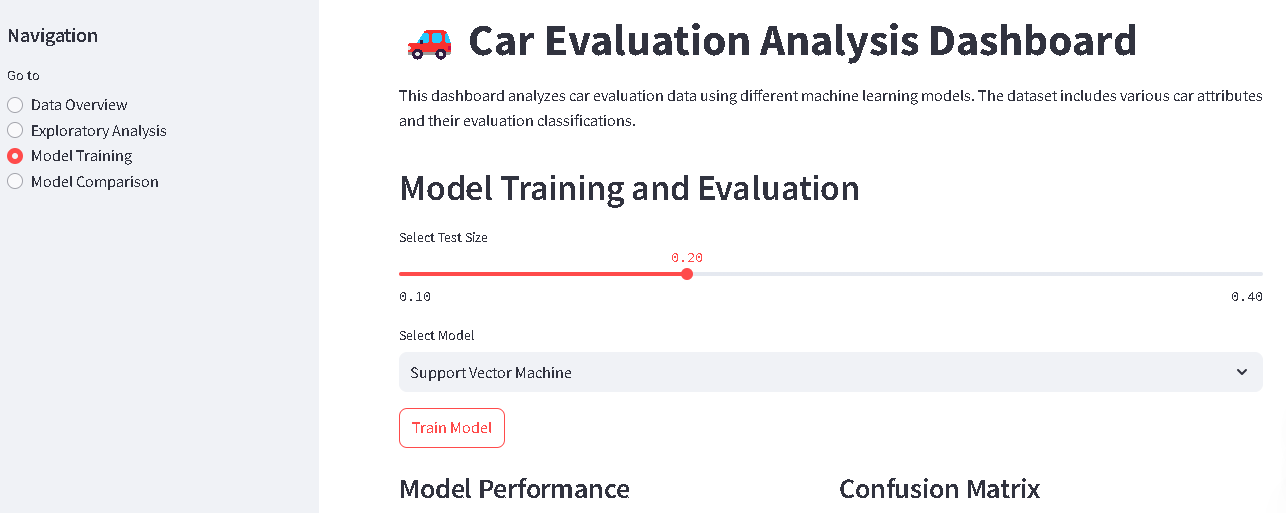 Navigation
Go to
Data Overview
Exploratory Analysis
Model Training
Model Comparison
Car Evaluation Analysis Dashboard
This dashboard analyzes car evaluation data using different machine learning models. The dataset includes various car attributes
and their evaluation classifications.
Model Training and Evaluation
Select Test Size
0.20
0.10 0.40
Select Model
Support Vector Machine
Train Model
Model Performance Confusion Matrix